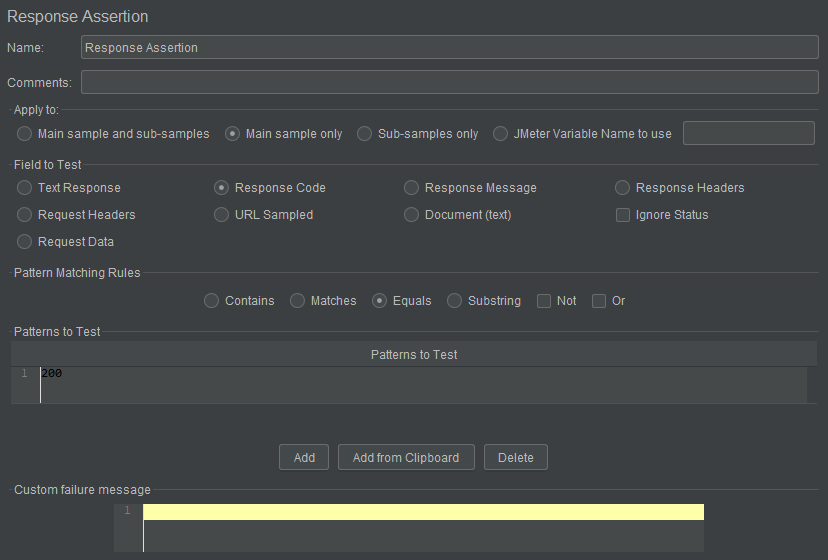 Response Assertion
Name: Response Assertion
Comments:
Apply to:
Main sample and sub-samples Main sample only Sub-samples only JMeter Variable Name to use
Field to Test
Text Response Response Code Response Message Response Headers
Request Headers URL Sampled Document (text) Ignore Status
Request Data
Pattern Matching Rules
Contains Matches Equals Substring Not Or
Patterns to Test
Patterns to Test
1 200
Add Add from Clipboard Delete
Custom failure message
1